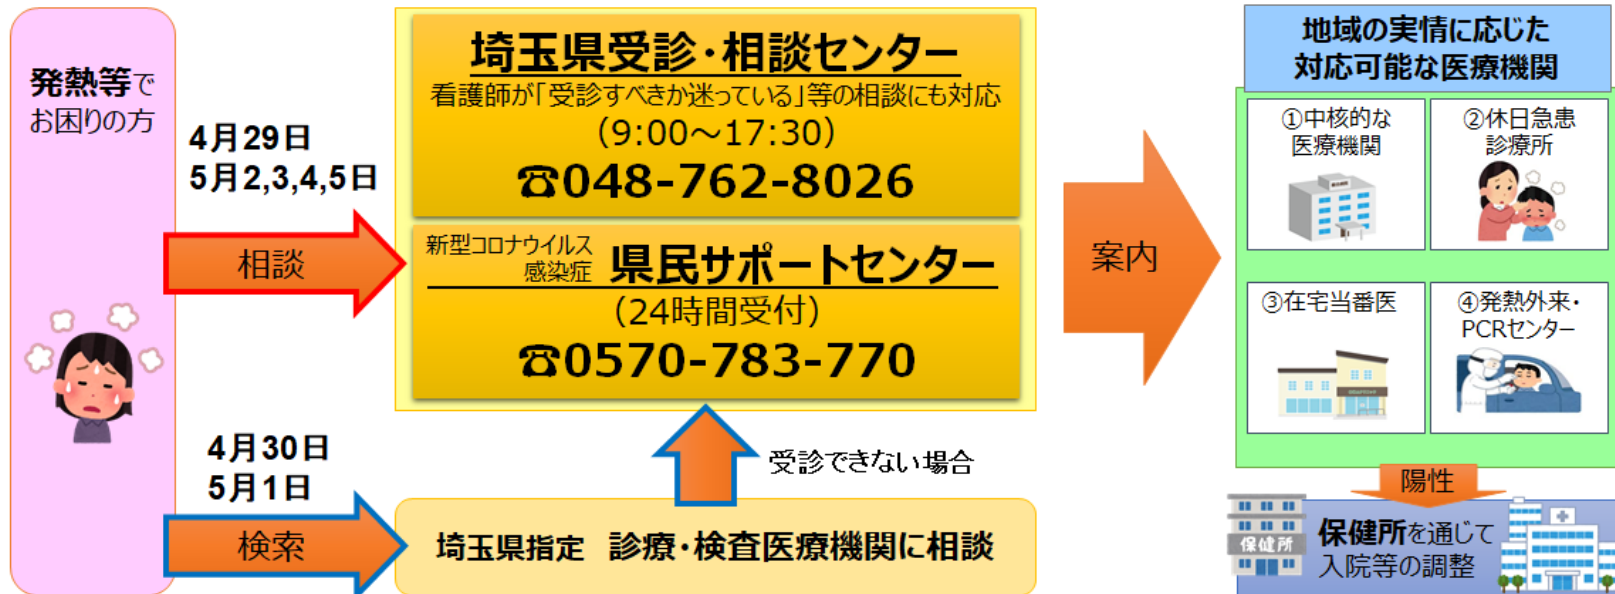 発熱等で
お困りの方
4月29日
5月2,3,4,5日
相談
4月30日
5月1日
検索
埼玉県受診・相談センター
看護師が「受診すべきか迷っている」等の相談にも対応
(9:00～17:30)
☎048-762-8026
新型コロナウイルス
感染症 県民サポートセンター
(24時間受付)
☎0570-783-770
受診できない場合
埼玉県指定 診療・検査医療機関に相談
案内
地域の実情に応じた
対応可能な医療機関
①中核的な
医療機関
②休日急患
診療所
③在宅当番医
④発熱外来・
PCRセンター
陽性
保健所
保健所を通じて
入院等の調整